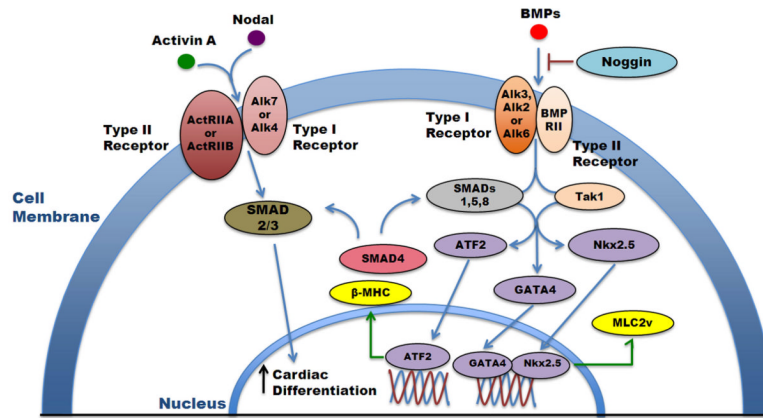 Nodal
BMPs
Activin A
Noggin
Alk7
or
Alk4
ActRIIA
or
ActRIIB
Type II
Receptor
Type I
Receptor
Alk3,
Alk2
or
Alk6
BMP
RII
Type I
Receptor
Type II
Receptor
Cell
Membrane
SMADs
1,5,8
Tak1
SMAD
2/3
SMAD4
ATF2
Nkx2.5
β-MHC
GATA4
MLC2v
ATF2
GATA4
Nkx2.5
Cardiac
Differentiation
Nucleus